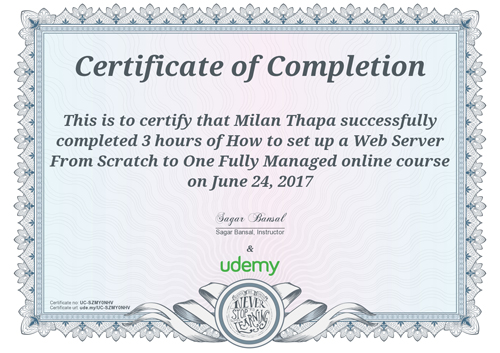 Certificate of Completion
This is to certify that Milan Thapa successfully
completed 3 hours of How to set up a Web Server
From Scratch to One Fully Managed online course
on June 24, 2017
Sagar Bansal
Sagar Bansal, Instructor
&
udemy
Certificate no: UC-SZMY0NHV
Certificate url: ude.my/UC-SZMY0NHV
NEVER
STOP
LEARNING